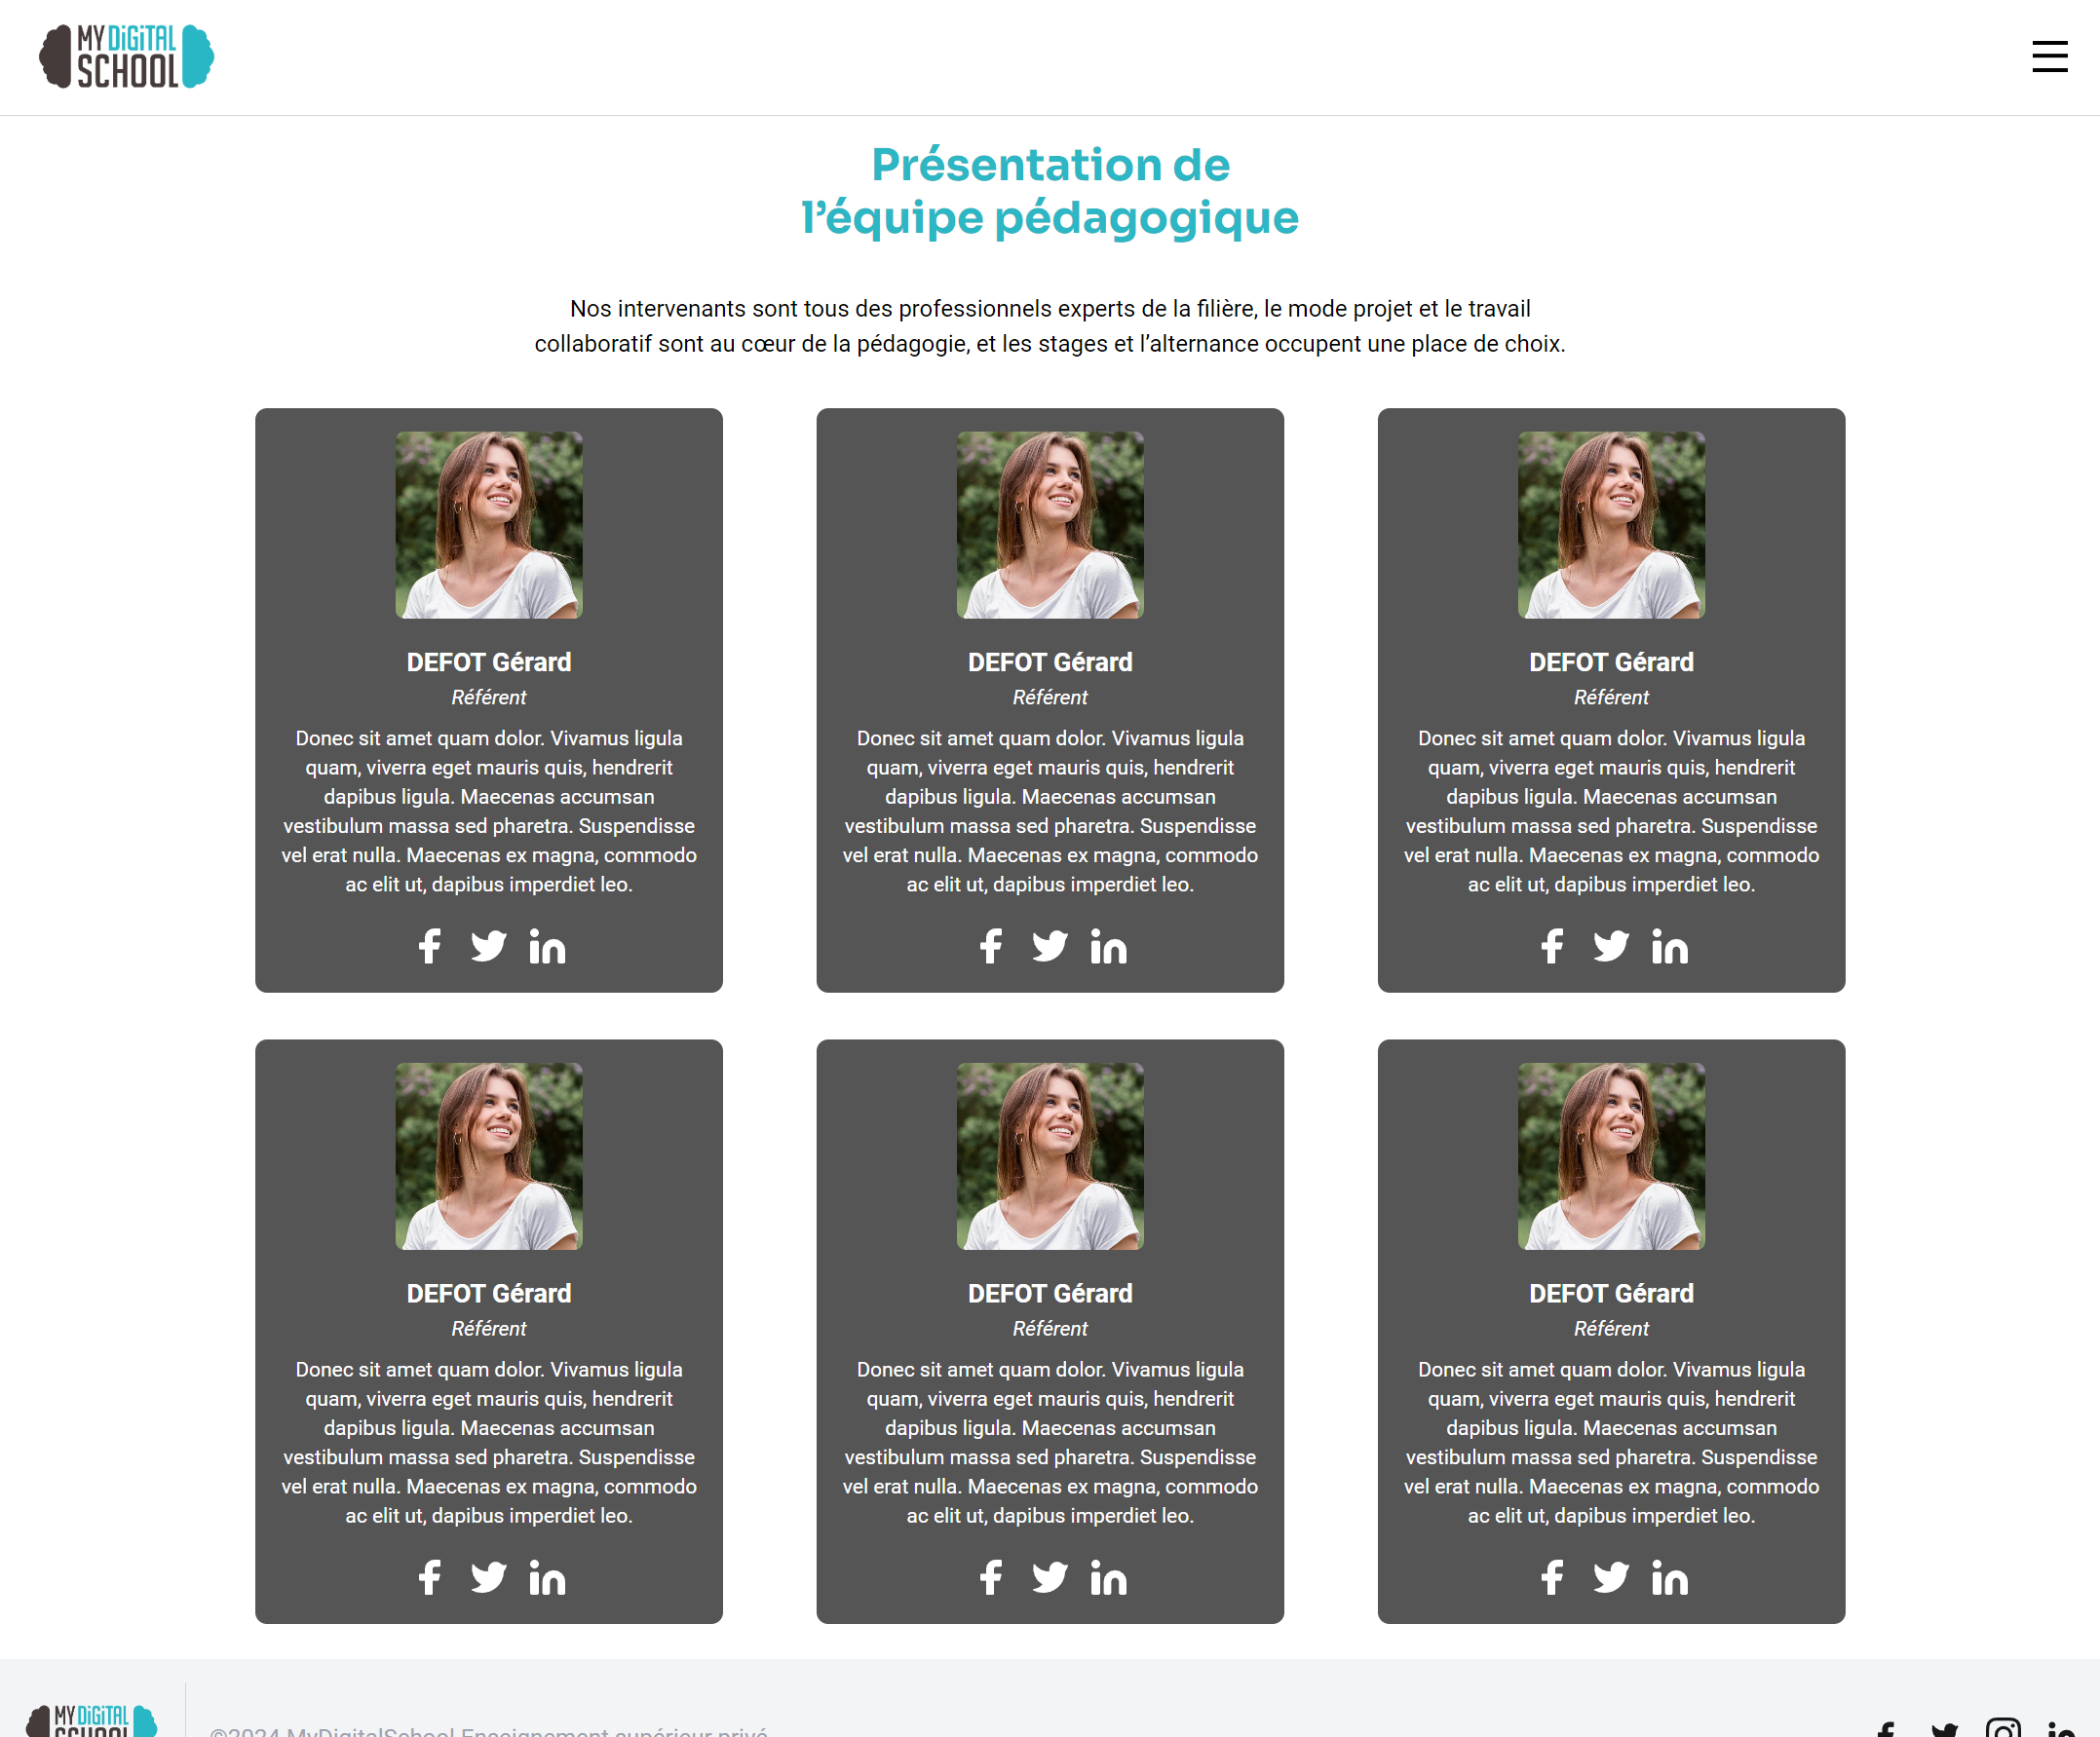 MY DiGiTAL
SCHOOL
Présentation de
l’équipe pédagogique
Nos intervenants sont tous des professionnels experts de la filière, le mode projet et le travail
collaboratif sont au cœur de la pédagogie, et les stages et l’alternance occupent une place de choix.
DEFOT Gérard
Référent
Donec sit amet quam dolor. Vivamus ligula
quam, viverra eget mauris quis, hendrerit
dapibus ligula. Maecenas accumsan
vestibulum massa sed pharetra. Suspendisse
vel erat nulla. Maecenas ex magna, commodo
ac elit ut, dapibus imperdiet leo.
DEFOT Gérard
Référent
Donec sit amet quam dolor. Vivamus ligula
quam, viverra eget mauris quis, hendrerit
dapibus ligula. Maecenas accumsan
vestibulum massa sed pharetra. Suspendisse
vel erat nulla. Maecenas ex magna, commodo
ac elit ut, dapibus imperdiet leo.
DEFOT Gérard
Référent
Donec sit amet quam dolor. Vivamus ligula
quam, viverra eget mauris quis, hendrerit
dapibus ligula. Maecenas accumsan
vestibulum massa sed pharetra. Suspendisse
vel erat nulla. Maecenas ex magna, commodo
ac elit ut, dapibus imperdiet leo.
DEFOT Gérard
Référent
Donec sit amet quam dolor. Vivamus ligula
quam, viverra eget mauris quis, hendrerit
dapibus ligula. Maecenas accumsan
vestibulum massa sed pharetra. Suspendisse
vel erat nulla. Maecenas ex magna, commodo
ac elit ut, dapibus imperdiet leo.
DEFOT Gérard
Référent
Donec sit amet quam dolor. Vivamus ligula
quam, viverra eget mauris quis, hendrerit
dapibus ligula. Maecenas accumsan
vestibulum massa sed pharetra. Suspendisse
vel erat nulla. Maecenas ex magna, commodo
ac elit ut, dapibus imperdiet leo.
DEFOT Gérard
Référent
Donec sit amet quam dolor. Vivamus ligula
quam, viverra eget mauris quis, hendrerit
dapibus ligula. Maecenas accumsan
vestibulum massa sed pharetra. Suspendisse
vel erat nulla. Maecenas ex magna, commodo
ac elit ut, dapibus imperdiet leo.
MY DiGiTAL
SCHOOL
©2024 MyDigitalSchool Enseignement supérieur privé